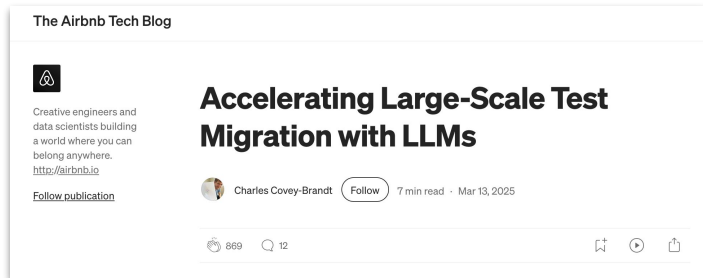 The Airbnb Tech Blog
Creative engineers and
data scientists building
a world where you can
belong anywhere.
http://airbnb.io
Follow publication
Accelerating Large-Scale Test
Migration with LLMs
Charles Covey-Brandt Follow 7 min read · Mar 13, 2025
869 12